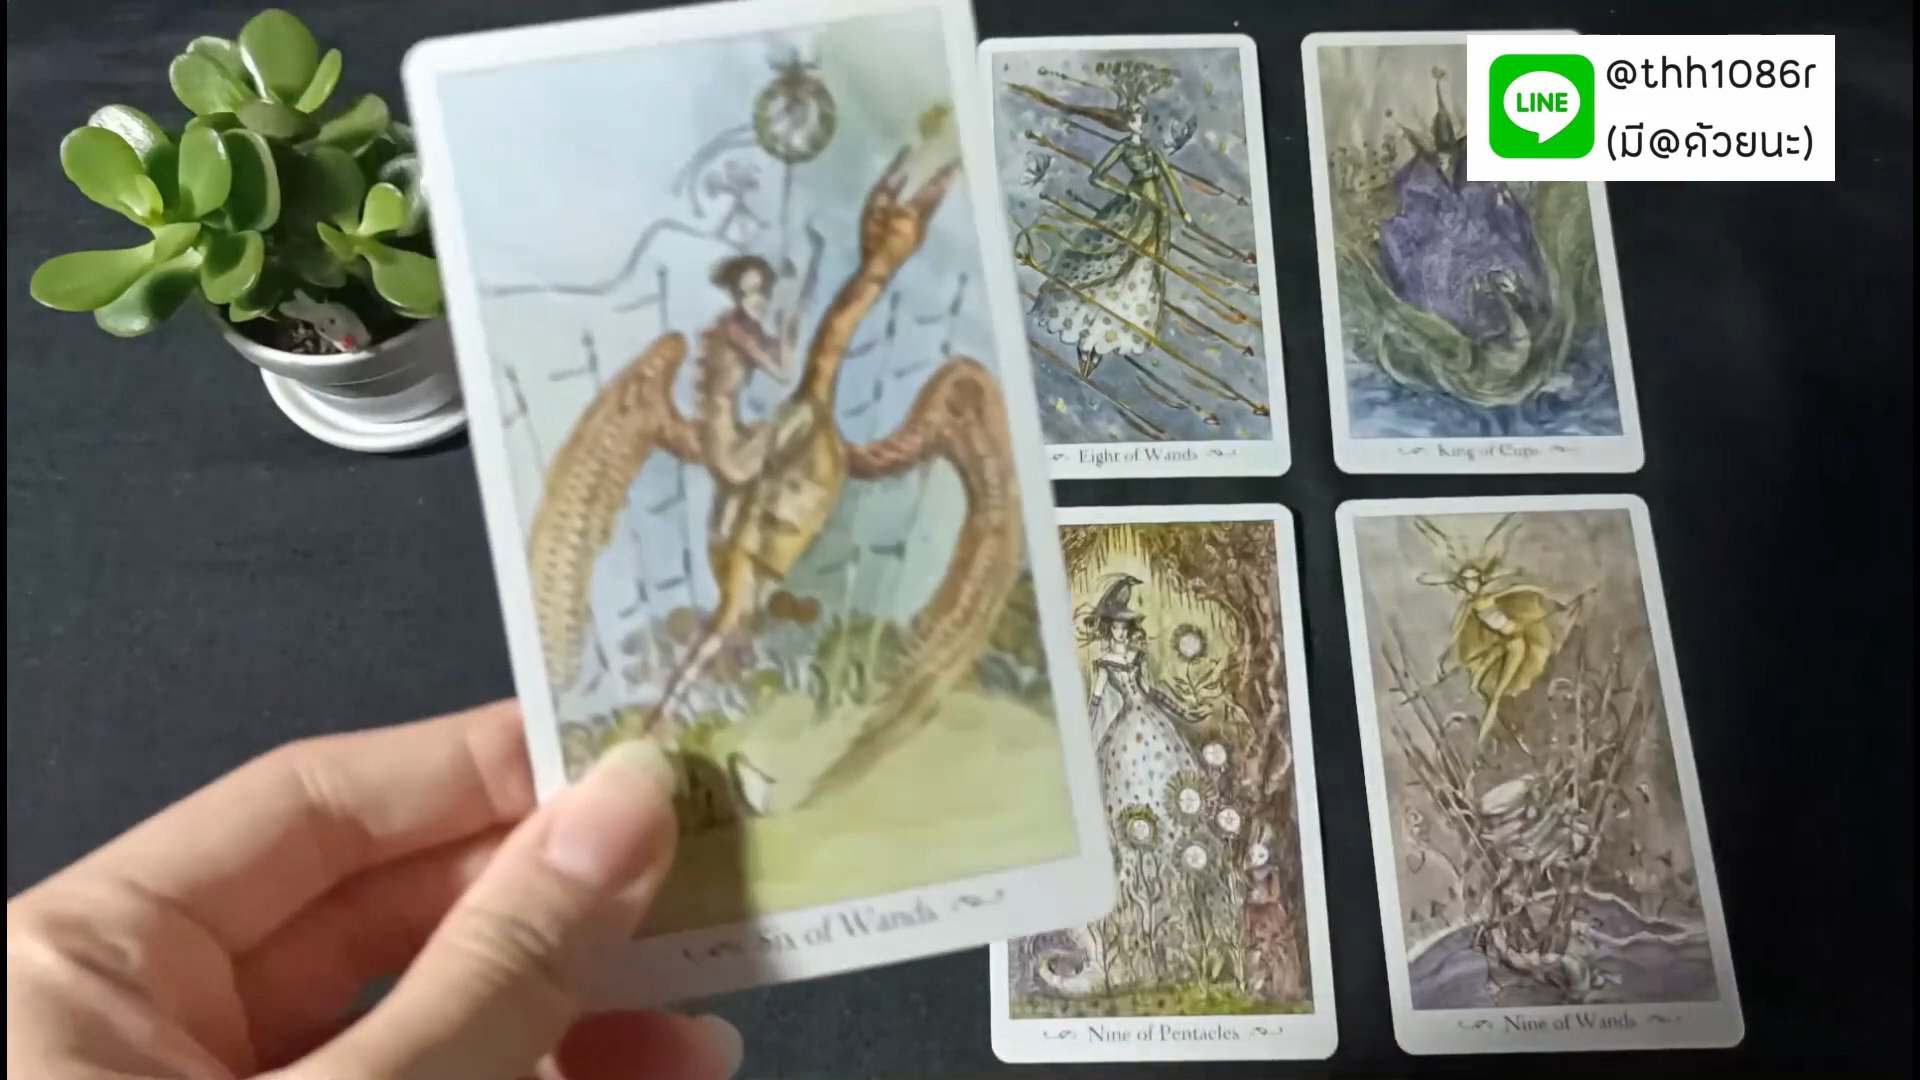 LINE
@thh1086r
(มี@ด้วยนะ)
Eight of Wands
King of Cups
Six of Wands
Nine of Pentacles
Nine of Wands